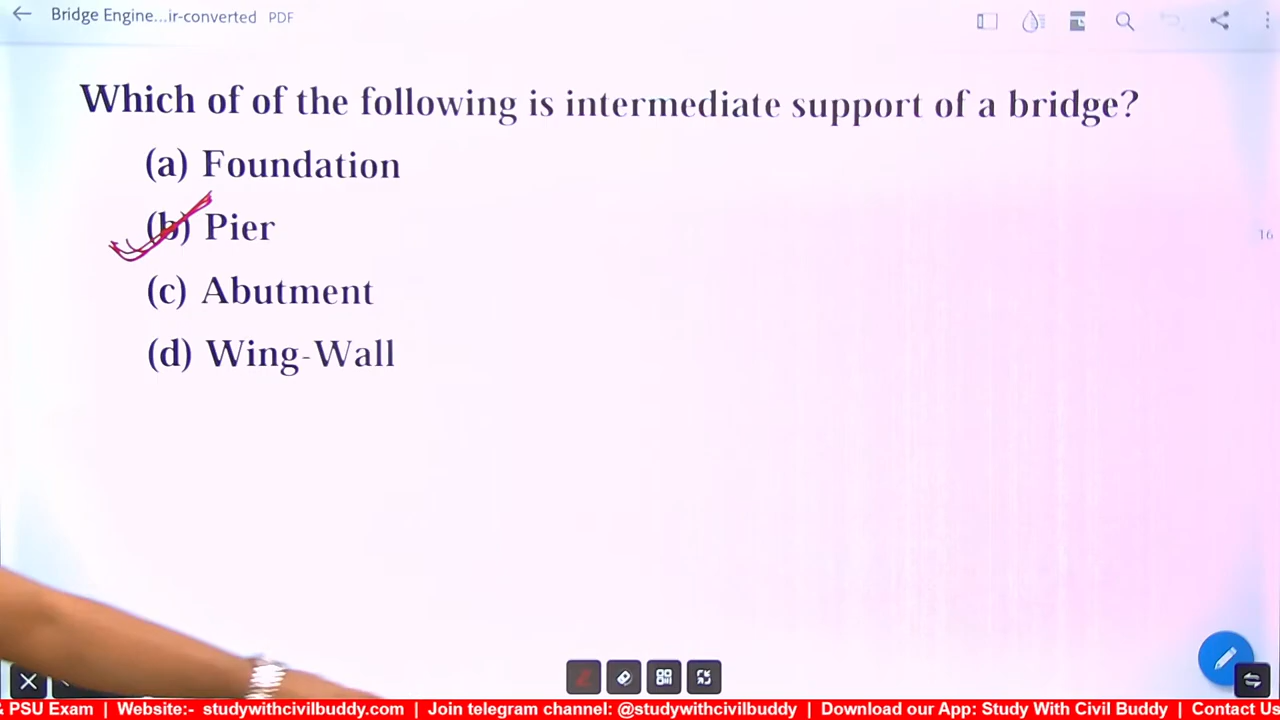 Bridge Engine...ir-converted PDF
Which of of the following is intermediate support of a bridge?
(a) Foundation
(b) Pier
16
(c) Abutment
(d) Wing-Wall
& PSU Exam | Website:- studywithcivilbuddy.com | Join telegram channel: @studywithcivilbuddy | Download our App: Study With Civil Buddy | Contact Us